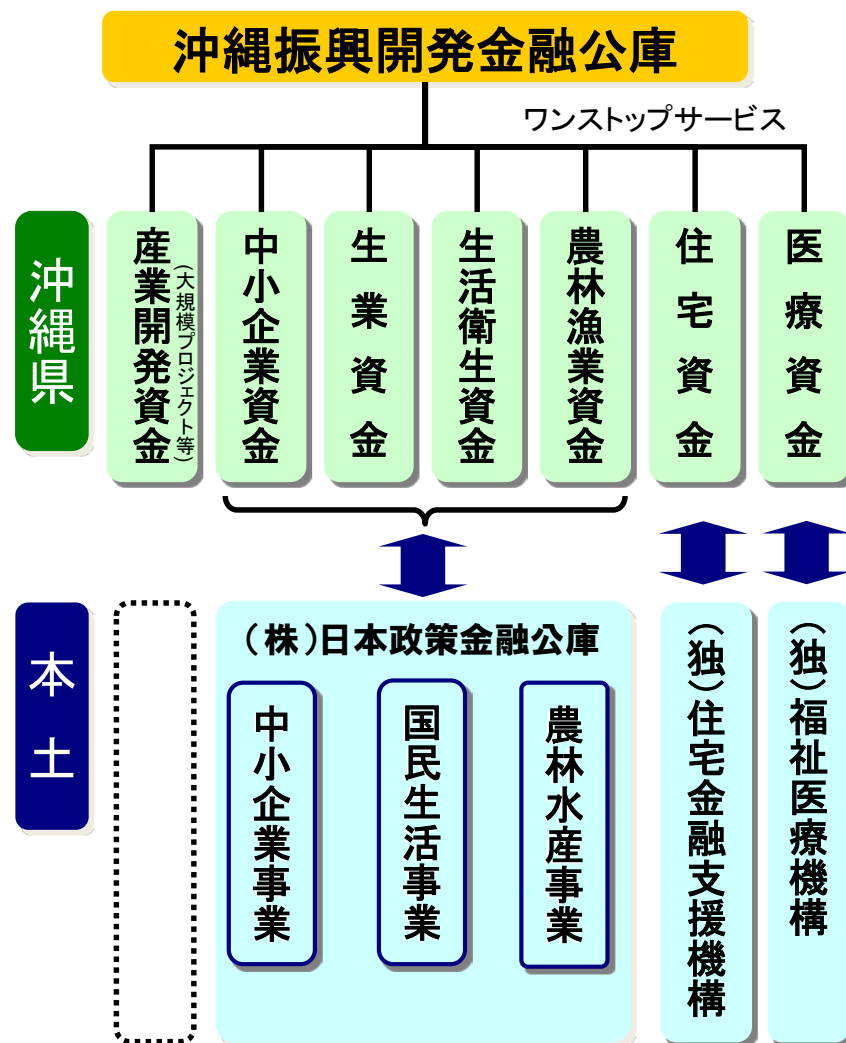 沖縄振興開発金融公庫
ワンストップサービス
沖縄県
産業開発資金
(大規模プロジェクト等)
中小企業資金
生業資金
生活衛生資金
農林漁業資金
住宅資金
医療資金
本土
(株)日本政策金融公庫
中小企業事業
国民生活事業
農林水産事業
(独)住宅金融支援機構
(独)福祉医療機構